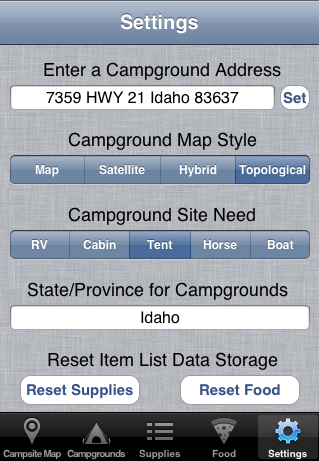 Settings
Enter a Campground Address
7359 HWY 21 Idaho 83637 Set
Campground Map Style
Map Satellite Hybrid Topological
Campground Site Need
RV Cabin Tent Horse Boat
State/Province for Campgrounds
Idaho
Reset Item List Data Storage
Reset Supplies Reset Food
Campsite Map Campgrounds Supplies Food Settings